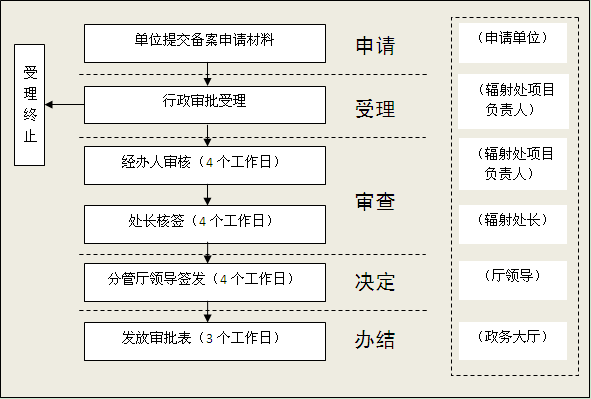 单位提交备案申请材料
申请
（申请单位）
受理终止
行政审批受理
受理
（辐射处项目
负责人）
经办人审核（4 个工作日）
（辐射处项目
负责人）
审查
处长核签（4 个工作日）
（辐射处长）
分管厅领导签发（4 个工作日）
决定
（厅领导）
发放审批表（3 个工作日）
办结
（政务大厅）